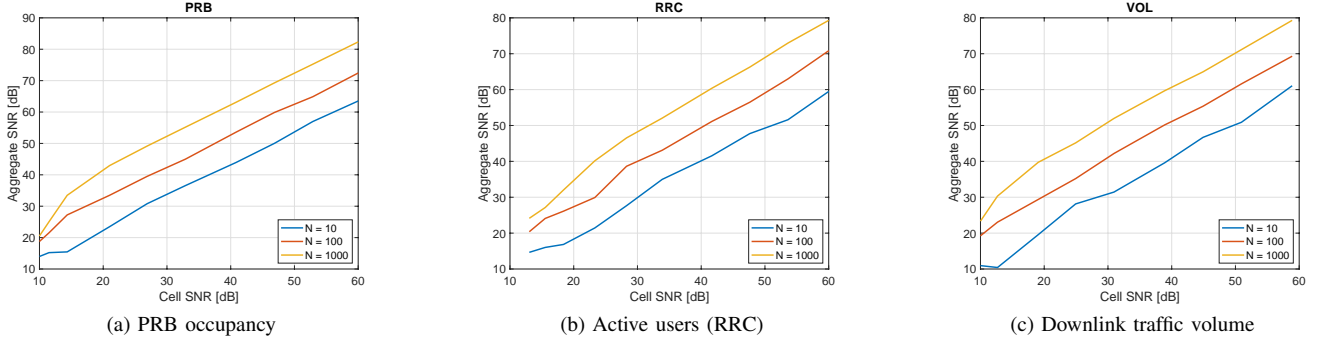 PRB
Aggregate SNR [dB]
90
80
70
60
50
40
30
20
10
10 20 30 40 50 60
Cell SNR [dB]
N = 10
N = 100
N = 1000
(a) PRB occupancy
RRC
Aggregate SNR [dB]
80
70
60
50
40
30
20
10
10 20 30 40 50 60
Cell SNR [dB]
N = 10
N = 100
N = 1000
(b) Active users (RRC)
VOL
Aggregate SNR [dB]
80
70
60
50
40
30
20
10
10 20 30 40 50 60
Cell SNR [dB]
N = 10
N = 100
N = 1000
(c) Downlink traffic volume